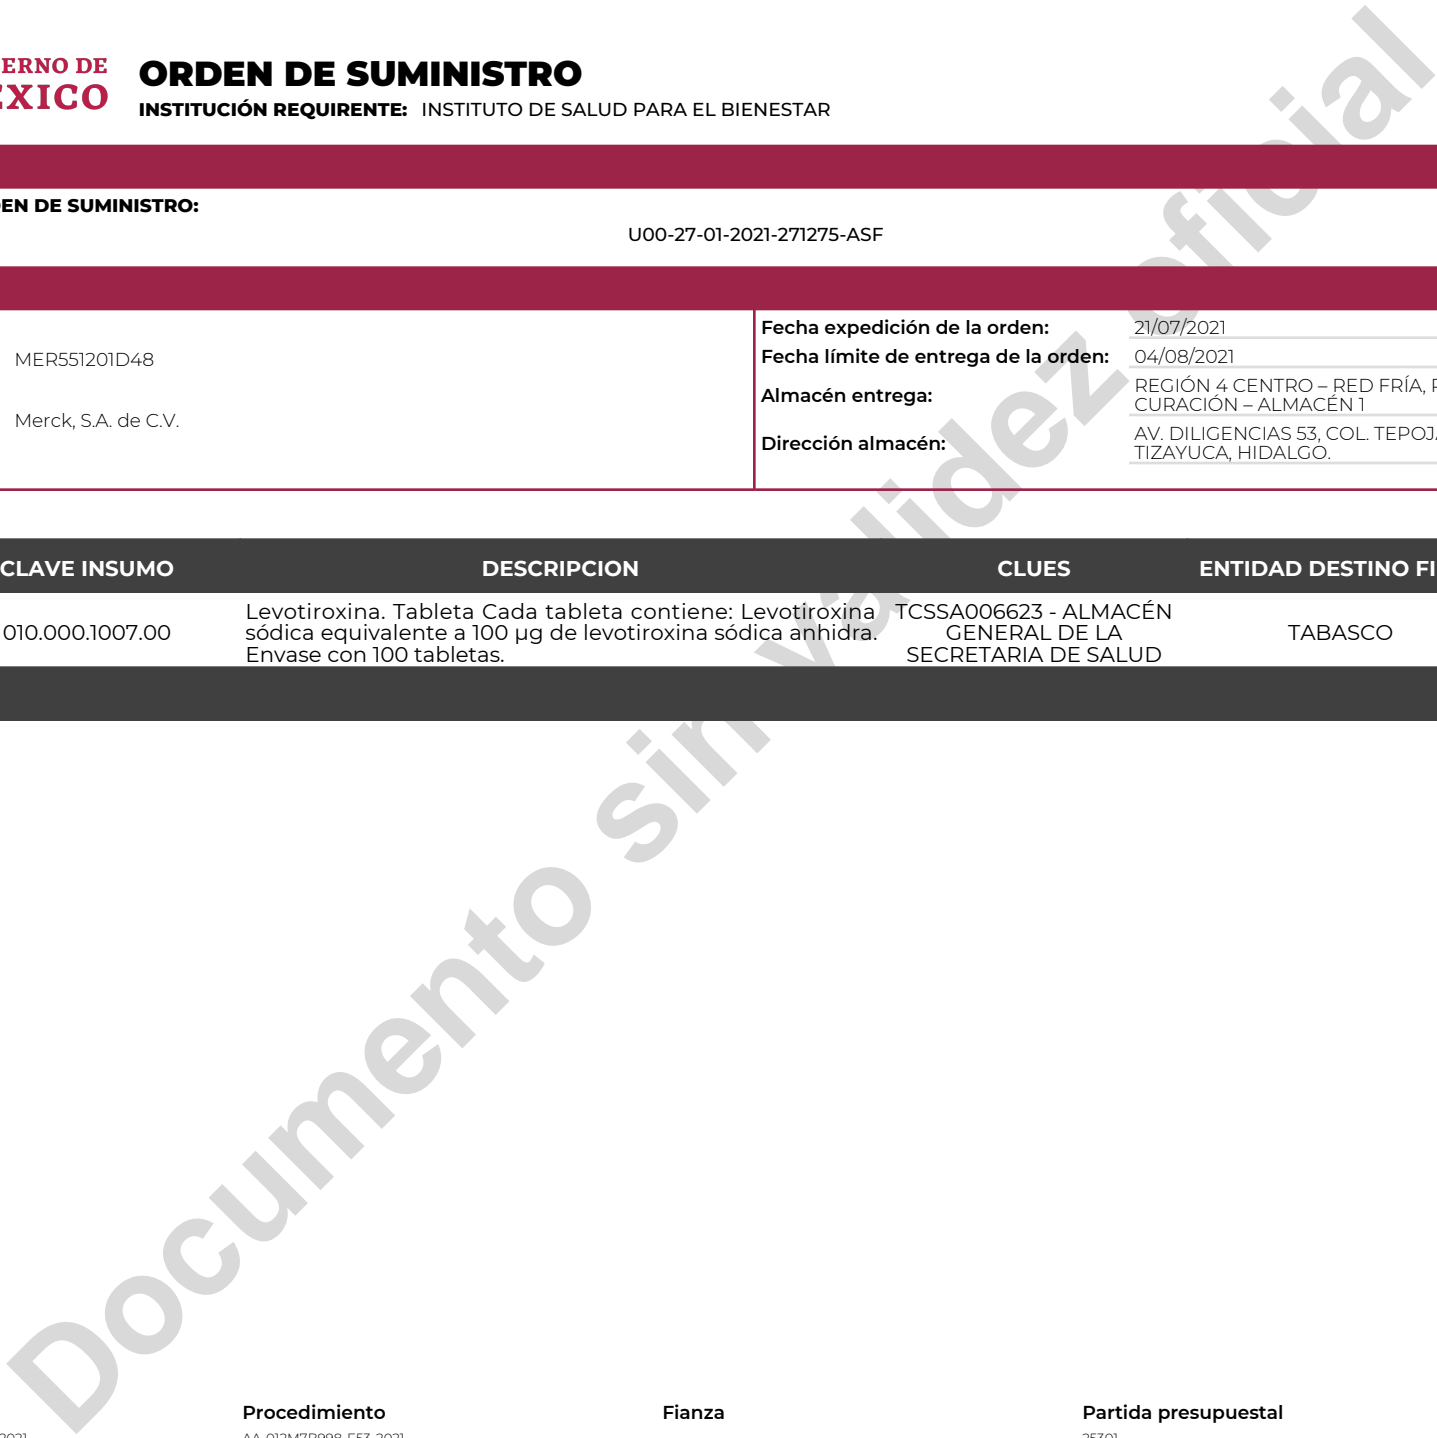 ERNO DE
EXICO
ORDEN DE SUMINISTRO
INSTITUCIÓN REQUIRENTE: INSTITUTO DE SALUD PARA EL BIENESTAR
EN DE SUMINISTRO:
U00-27-01-2021-271275-ASF
MER551201D48
Merck, S.A. de C.V.
Fecha expedición de la orden: 21/07/2021
Fecha límite de entrega de la orden: 04/08/2021
Almacén entrega: REGIÓN 4 CENTRO – RED FRÍA,
CURACIÓN – ALMACÉN 1
Dirección almacén: AV. DILIGENCIAS 53, COL. TEPOJ
TIZAYUCA, HIDALGO.
CLAVE INSUMO DESCRIPCION CLUES ENTIDAD DESTINO FI
010.000.1007.00
Levotiroxina. Tableta Cada tableta contiene: Levotiroxina
sódica equivalente a 100 µg de levotiroxina sódica anhidra.
Envase con 100 tabletas.
TCSSA006623 - ALMACÉN
GENERAL DE LA
SECRETARIA DE SALUD
TABASCO
Documento sin validez oficial
Procedimiento Fianza Partida presupuestal